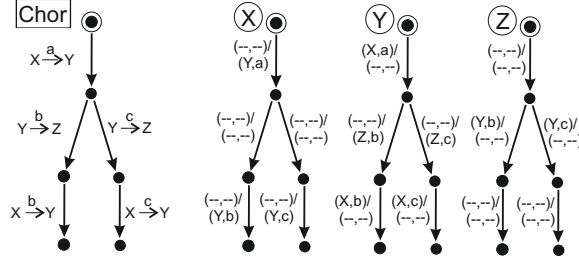 Chor X Y Z
a
X→Y
(--,--)/
(Y,a)
(X,a)/
(--,--)
(--,--)/
(--,--)
b
Y→Z
c
Y→Z
(--,--)/
(--,--)
(--,--)/
(--,--)
(--,--)/
(Z,b)
(--,--)/
(Z,c)
(Y,b)/
(--,--)
(Y,c)/
(--,--)
b
X→Y
c
X→Y
(--,--)/
(Y,b)
(--,--)/
(Y,c)
(X,b)/
(--,--)
(X,c)/
(--,--)
(--,--)/
(--,--)
(--,--)/
(--,--)